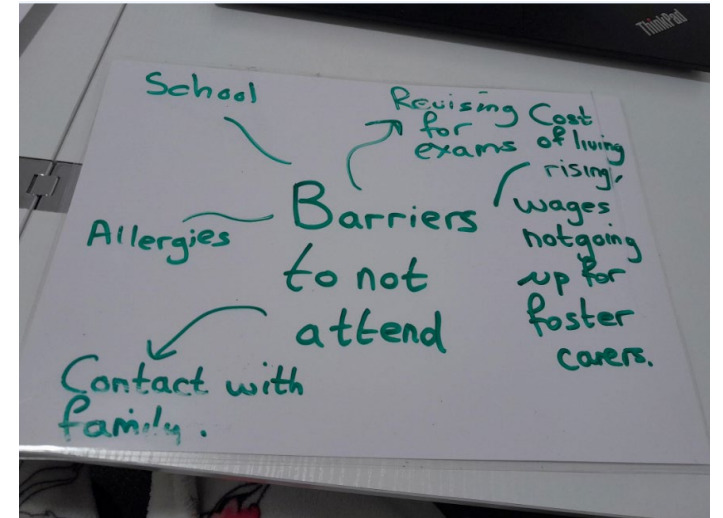 ThinkPad
School
Revising
for
exams
Cost
of living
rising,
wages
not going
up for
foster
carers.
Barriers
to not
attend
Allergies
Contact with
family.